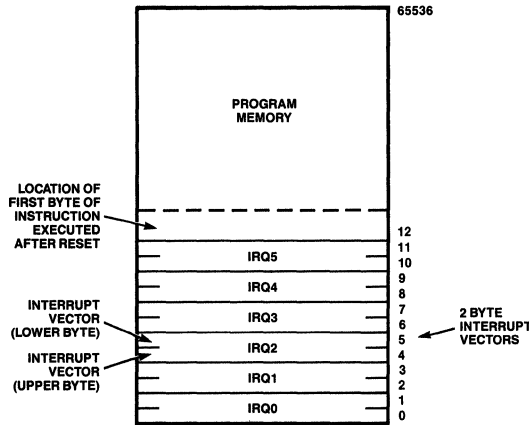 65536
PROGRAM
MEMORY
LOCATION OF
FIRST BYTE OF
INSTRUCTION
EXECUTED
AFTER RESET
12
11
IRQ5
10
9
IRQ4
8
7
IRQ3
6
INTERRUPT
VECTOR
(LOWER BYTE)
5
IRQ2
4
2 BYTE
INTERRUPT
VECTORS
INTERRUPT
VECTOR
(UPPER BYTE)
3
IRQ1
2
1
IRQ0
0